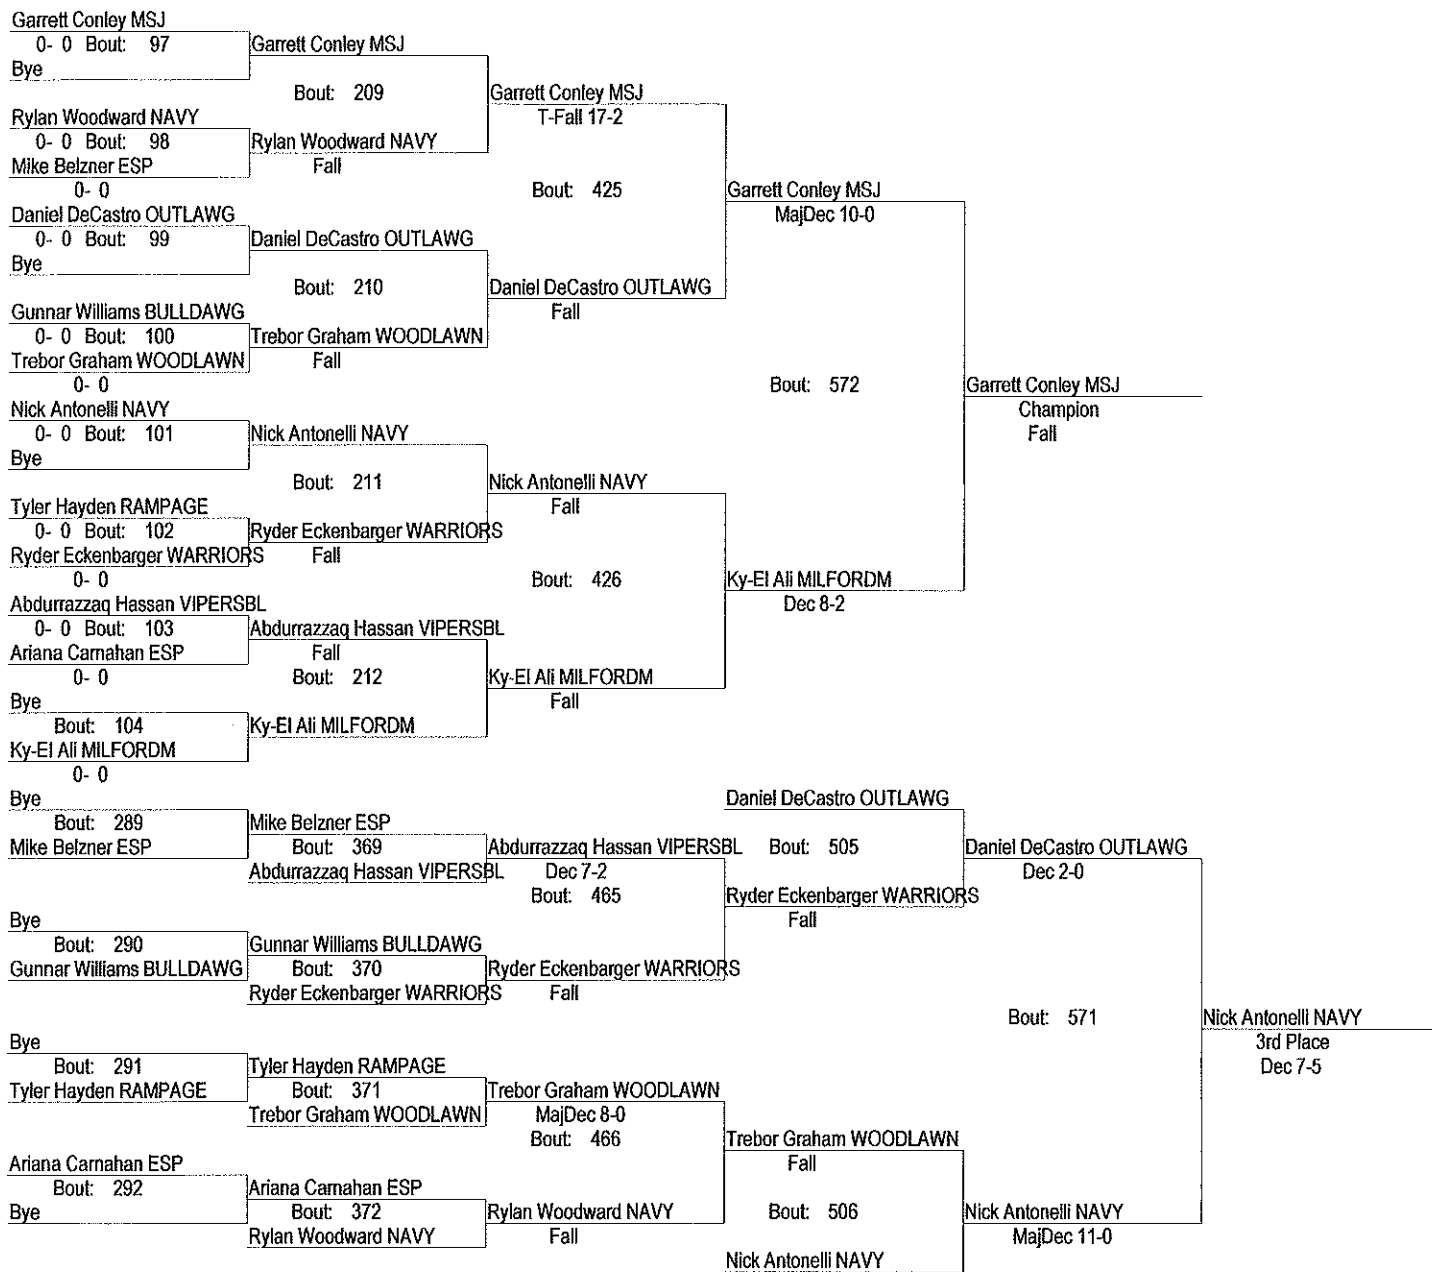 Garrett Conley MSJ
0- 0 Bout: 97
Garrett Conley MSJ
Bye
Bout: 209
Garrett Conley MSJ
T-Fall 17-2
Rylan Woodward NAVY
0- 0 Bout: 98
Rylan Woodward NAVY
Mike Belzner ESP
Fall
0- 0
Bout: 425
Garrett Conley MSJ
MajDec 10-0
Daniel DeCastro OUTLAWG
0- 0 Bout: 99
Daniel DeCastro OUTLAWG
Bye
Bout: 210
Daniel DeCastro OUTLAWG
Fall
Gunnar Williams BULLDAWG
0- 0 Bout: 100
Trebor Graham WOODLAWN
Trebor Graham WOODLAWN
Fall
0- 0
Bout: 572
Garrett Conley MSJ
Champion
Fall
Nick Antonelli NAVY
0- 0 Bout: 101
Nick Antonelli NAVY
Bye
Bout: 211
Nick Antonelli NAVY
Fall
Tyler Hayden RAMPAGE
0- 0 Bout: 102
Ryder Eckenbarger WARRIORS
Ryder Eckenbarger WARRIORS
Fall
0- 0
Bout: 426
Ky-El Ali MILFORDM
Dec 8-2
Abdurrazzaq Hassan VIPERSBL
0- 0 Bout: 103
Abdurrazzaq Hassan VIPERSBL
Ariana Carnahan ESP
Fall
0- 0
Bout: 212
Ky-El Ali MILFORDM
Fall
Bye
Bout: 104
Ky-El Ali MILFORDM
Ky-El Ali MILFORDM
0- 0
Bye
Bout: 289
Mike Belzner ESP
Mike Belzner ESP
Bout: 369
Abdurrazzaq Hassan VIPERSBL
Abdurrazzaq Hassan VIPERSBL
Dec 7-2
Bout: 465
Daniel DeCastro OUTLAWG
Bout: 505
Daniel DeCastro OUTLAWG
Dec 2-0
Ryder Eckenbarger WARRIORS
Fall
Bye
Bout: 290
Gunnar Williams BULLDAWG
Gunnar Williams BULLDAWG
Bout: 370
Ryder Eckenbarger WARRIORS
Ryder Eckenbarger WARRIORS
Fall
Bout: 571
Nick Antonelli NAVY
3rd Place
Dec 7-5
Bye
Bout: 291
Tyler Hayden RAMPAGE
Tyler Hayden RAMPAGE
Bout: 371
Trebor Graham WOODLAWN
Trebor Graham WOODLAWN
MajDec 8-0
Bout: 466
Trebor Graham WOODLAWN
Fall
Ariana Carnahan ESP
Bout: 292
Bye
Ariana Carnahan ESP
Bout: 372
Rylan Woodward NAVY
Rylan Woodward NAVY
Fall
Bout: 506
Nick Antonelli NAVY
MajDec 11-0
Nick Antonelli NAVY